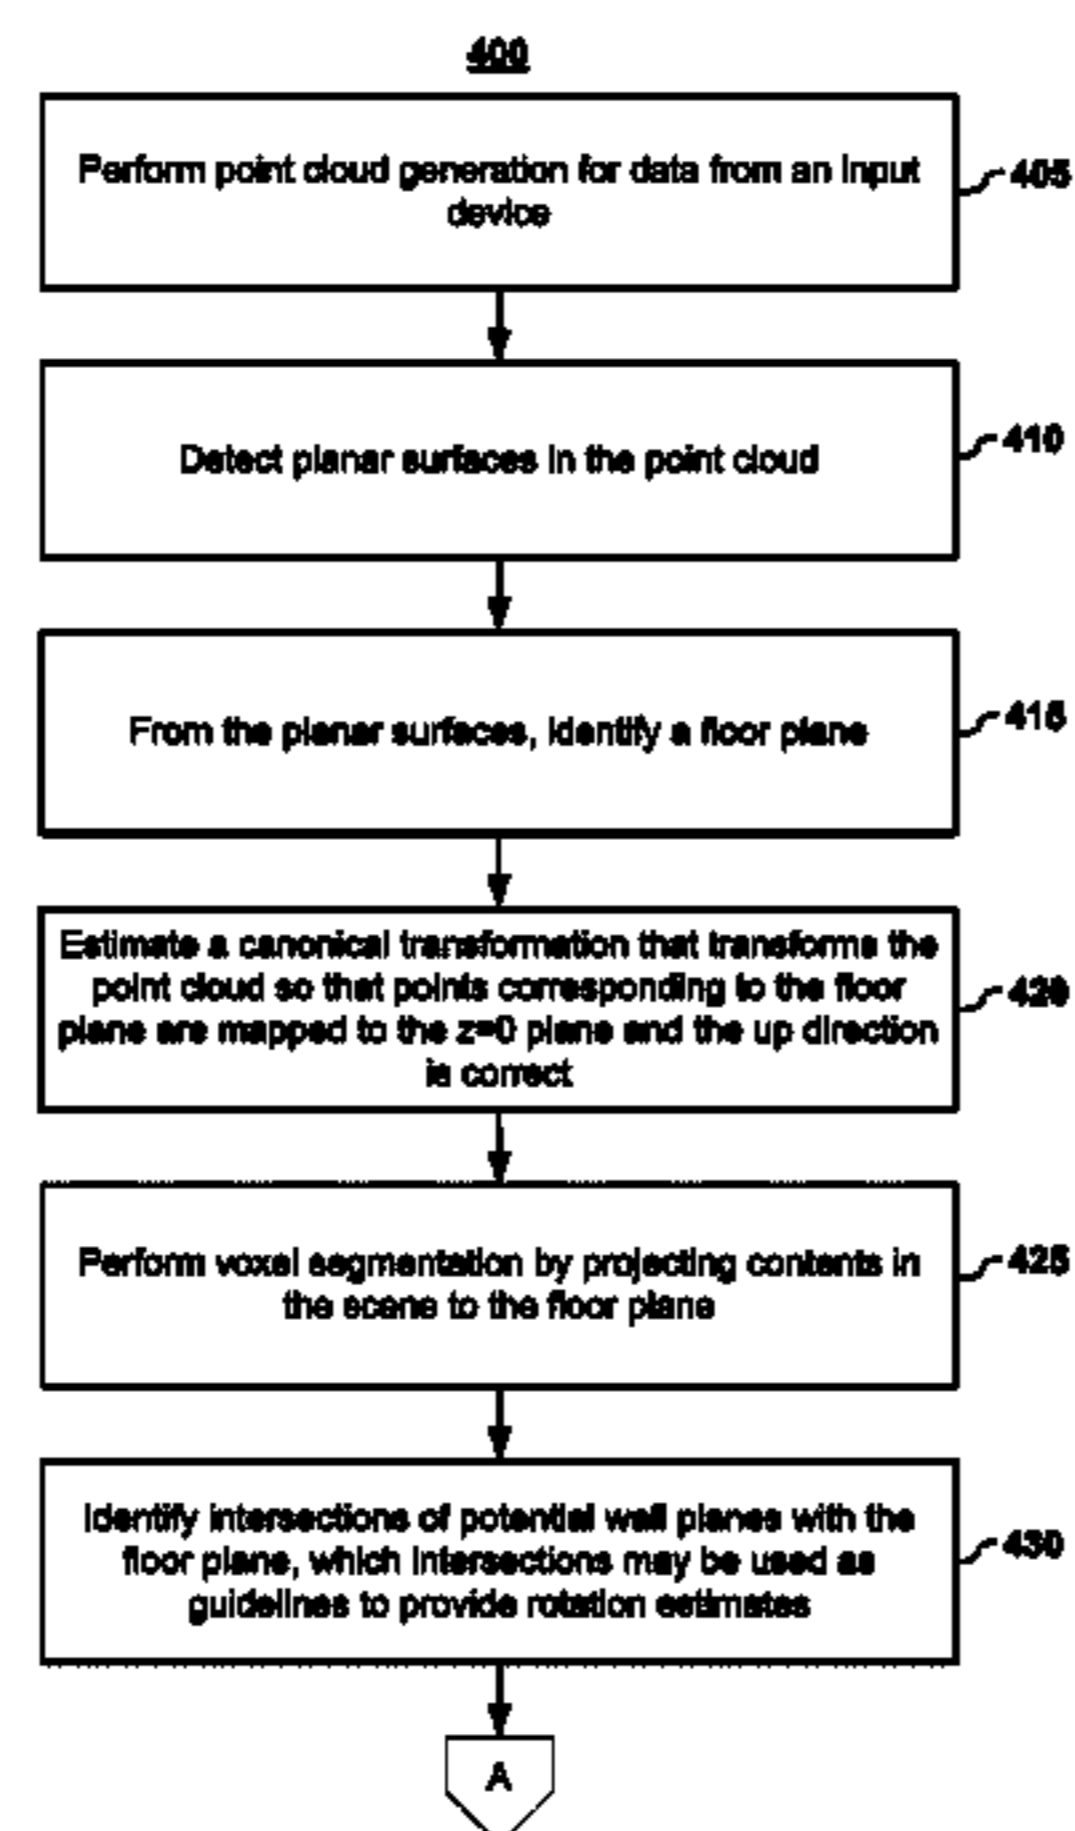 400
Perform point cloud generation for data from an input
device
405
Detect planar surfaces in the point cloud
410
From the planar surfaces, identify a floor plane
415
Estimate a canonical transformation that transforms the
point cloud so that points corresponding to the floor
plane are mapped to the z=0 plane and the up direction
is correct
420
Perform voxel segmentation by projecting contents in
the scene to the floor plane
425
Identify intersections of potential wall planes with the
floor plane, which intersections may be used as
guidelines to provide rotation estimates
430
A